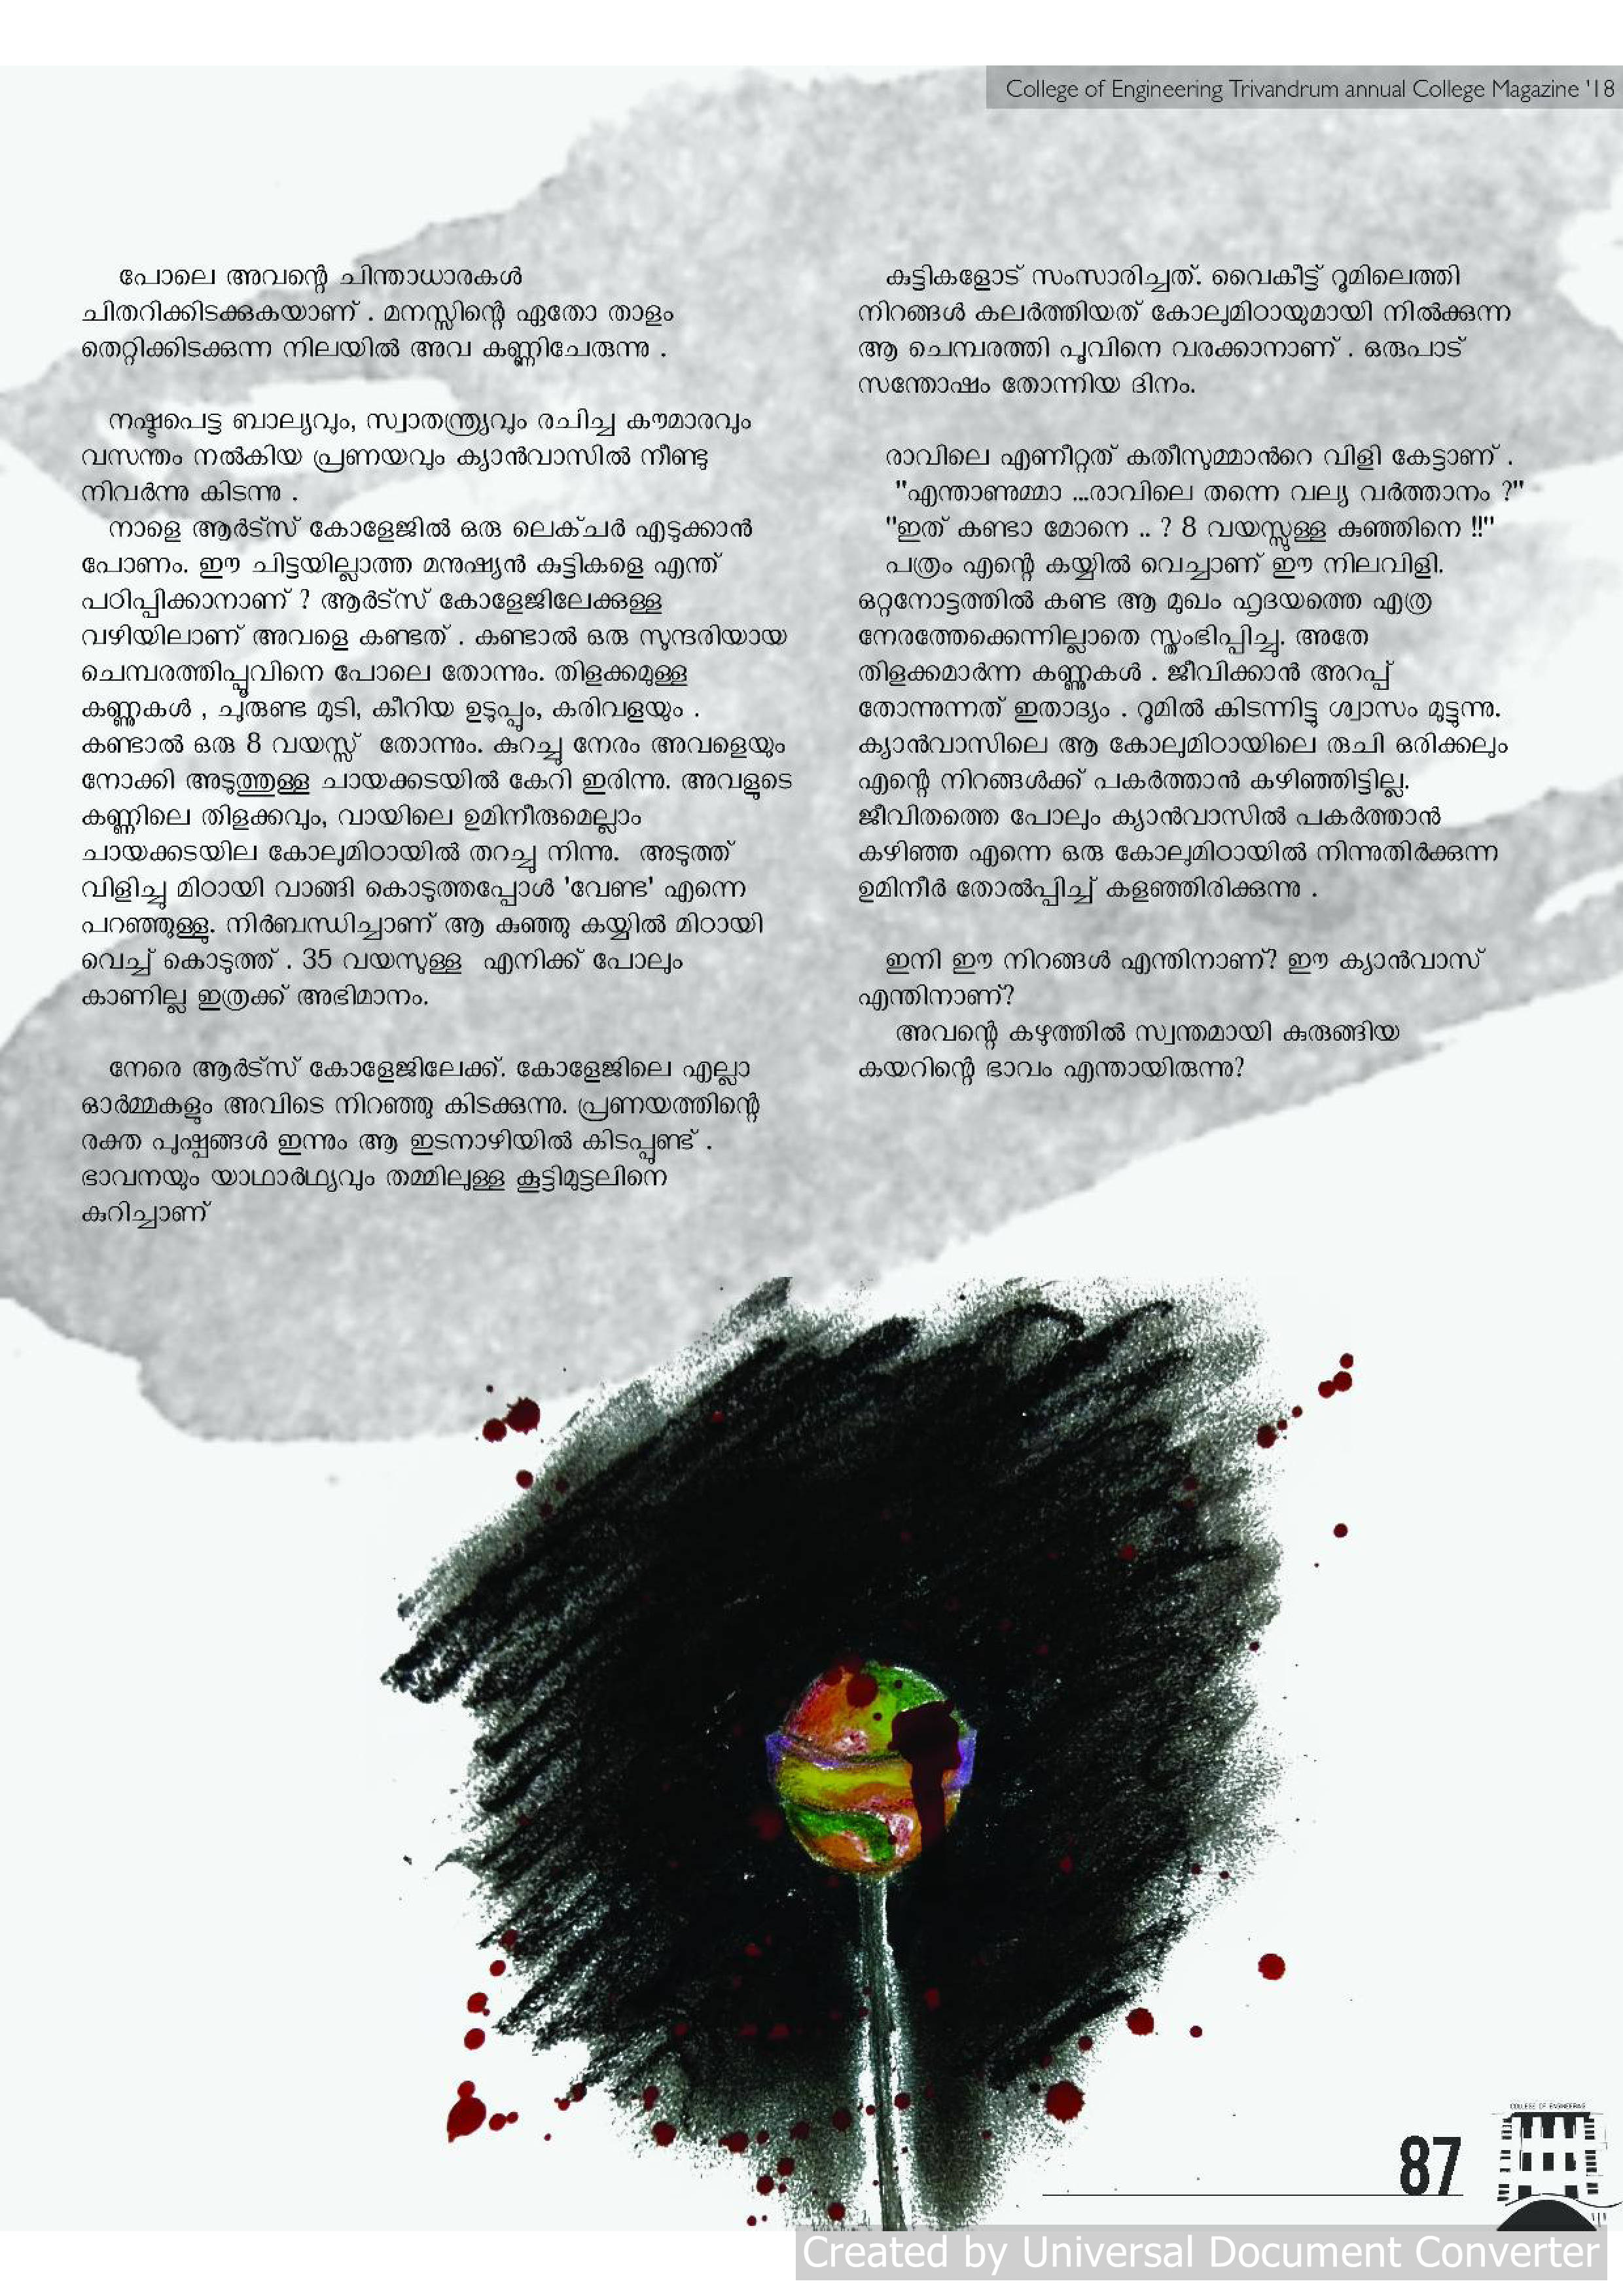 College of Engineering Trivandrum annual College Magazine '18
പോലെ അവന്റെ ചിന്താധാരകൾ
ചിതറിക്കിടക്കുകയാണ് . മനസ്സിന്റെ ഏതോ താളം
തെറ്റിക്കിടക്കുന്ന നിലയിൽ അവ കണ്ണിചേരുന്നു .
നഷ്ടപെട്ട ബാല്യവും, സ്വാതന്ത്ര്യവും രചിച്ച കൗമാരവും
വസന്തം നൽകിയ പ്രണയവും ക്യാൻവാസിൽ നീണ്ടു
നിവർന്നു കിടന്നു .
നാളെ ആർട്സ് കോളേജിൽ ഒരു ലെക്ചർ എടുക്കാൻ
പോണം. ഈ ചിട്ടയില്ലാത്ത മനുഷ്യൻ കുട്ടികളെ എന്ത്
പഠിപ്പിക്കാനാണ് ? ആർട്സ് കോളേജിലേക്കുള്ള
വഴിയിലാണ് അവളെ കണ്ടത് . കണ്ടാൽ ഒരു സുന്ദരിയായ
ചെമ്പരത്തിപ്പൂവിനെ പോലെ തോന്നും. തിളക്കമുള്ള
കണ്ണുകൾ , ചുരുണ്ട മുടി, കീറിയ ഉടുപ്പും, കരിവളയും .
കണ്ടാൽ ഒരു 8 വയസ്സ് തോന്നും. കുറച്ചു നേരം അവളെയും
നോക്കി അടുത്തുള്ള ചായക്കടയിൽ കേറി ഇരിന്നു. അവളുടെ
കണ്ണിലെ തിളക്കവും, വായിലെ ഉമിനീരുമെല്ലാം
ചായക്കടയില കോലുമിഠായിൽ തറച്ചു നിന്നു. അടുത്ത്
വിളിച്ചു മിഠായി വാങ്ങി കൊടുത്തപ്പോൾ 'വേണ്ട' എന്നെ
പറഞ്ഞുള്ളു. നിർബന്ധിച്ചാണ് ആ കുഞ്ഞു കയ്യിൽ മിഠായി
വെച്ച് കൊടുത്ത് . 35 വയസുള്ള എനിക്ക് പോലും
കാണില്ല ഇത്രക്ക് അഭിമാനം.
നേരെ ആർട്സ് കോളേജിലേക്ക്. കോളേജിലെ എല്ലാ
ഓർമ്മകളും അവിടെ നിറഞ്ഞു കിടക്കുന്നു. പ്രണയത്തിന്റെ
രക്ത പുഷ്പങ്ങൾ ഇന്നും ആ ഇടനാഴിയിൽ കിടപ്പുണ്ട് .
ഭാവനയും യാഥാർഥ്യവും തമ്മിലുള്ള കൂട്ടിമുട്ടലിനെ
കുറിച്ചാണ്
കുട്ടികളോട് സംസാരിച്ചത്. വൈകീട്ട് റൂമിലെത്തി
നിറങ്ങൾ കലർത്തിയത് കോലുമിഠായുമായി നിൽക്കുന്ന
ആ ചെമ്പരത്തി പൂവിനെ വരക്കാനാണ് . ഒരുപാട്
സന്തോഷം തോന്നിയ ദിനം.
രാവിലെ എണീറ്റത് കതീസുമ്മാൻറെ വിളി കേട്ടാണ് .
"എന്താണുമ്മാ ...രാവിലെ തന്നെ വല്യ വർത്താനം ?"
"ഇത് കണ്ടാ മോനെ .. ? 8 വയസ്സുള്ള കുഞ്ഞിനെ !!"
പത്രം എന്റെ കയ്യിൽ വെച്ചാണ് ഈ നിലവിളി.
ഒറ്റനോട്ടത്തിൽ കണ്ട ആ മുഖം ഹൃദയത്തെ എത്ര
നേരത്തേക്കെന്നില്ലാതെ സ്തംഭിപ്പിച്ചു. അതേ
തിളക്കമാർന്ന കണ്ണുകൾ . ജീവിക്കാൻ അറപ്പ്
തോന്നുന്നത് ഇതാദ്യം . റൂമിൽ കിടന്നിട്ടു ശ്വാസം മുട്ടുന്നു.
ക്യാൻവാസിലെ ആ കോലുമിഠായിലെ രുചി ഒരിക്കലും
എന്റെ നിറങ്ങൾക്ക് പകർത്താൻ കഴിഞ്ഞിട്ടില്ല.
ജീവിതത്തെ പോലും ക്യാൻവാസിൽ പകർത്താൻ
കഴിഞ്ഞ എന്നെ ഒരു കോലുമിഠായിൽ നിന്നുതിർക്കുന്ന
ഉമിനീർ തോൽപ്പിച്ച് കളഞ്ഞിരിക്കുന്നു .
ഇനി ഈ നിറങ്ങൾ എന്തിനാണ്? ഈ ക്യാൻവാസ്
എന്തിനാണ്?
അവന്റെ കഴുത്തിൽ സ്വന്തമായി കുരുങ്ങിയ
കയറിന്റെ ഭാവം എന്തായിരുന്നു?
COLLEGE OF ENGINEERING
87
Created by Universal Document Converter